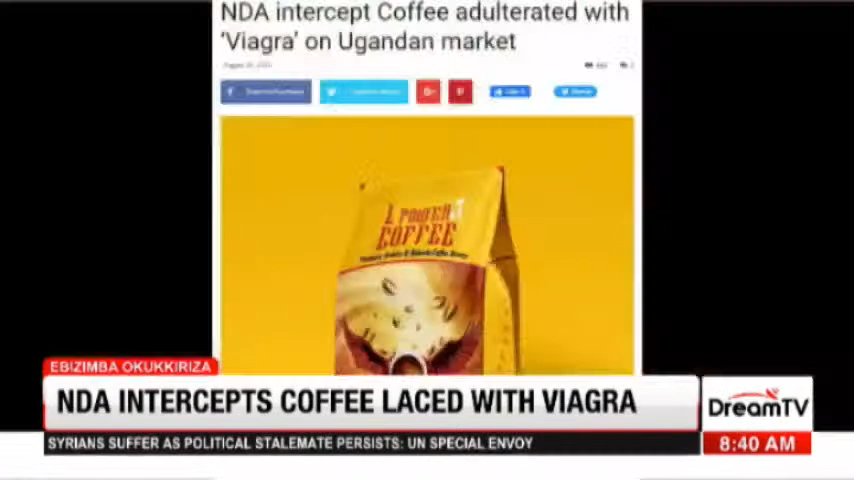 NDA intercept Coffee adulterated with
'Viagra' on Ugandan market
1 POWER
COFFEE
EBIZIMBA OKUKKIRIZA
NDA INTERCEPTS COFFEE LACED WITH VIAGRA
DreamTV
SYRIANS SUFFER AS POLITICAL STALEMATE PERSISTS: UN SPECIAL ENVOY
8:40 AM